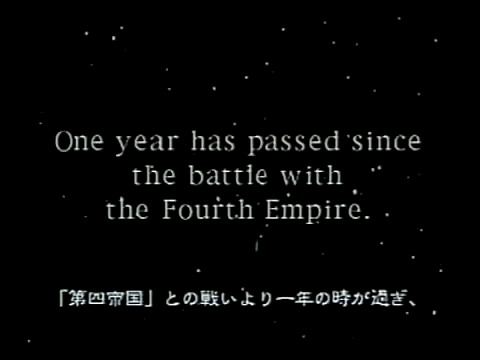 One year has passed since
the battle with
the Fourth Empire.
「第四帝国」との戦いより一年の時が過ぎ、